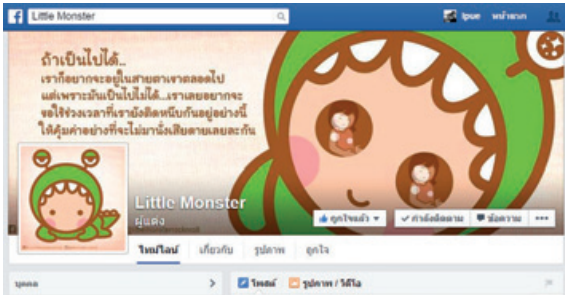 Little Monster
Ipue หน้าแรก
ถ้าเป็นไปได้..
เราก็อยากจะอยู่ในสายตาเขาตลอดไป
แต่เพราะมันเป็นไปไม่ได้...เราเลยอยากจะ
ขอใช้ช่วงเวลาที่เรายังติดหนึบกันอยู่อย่างนี้
ให้คุ้มค่าอย่างที่จะไม่มานั่งเสียดายเลยละกัน
Little Monster
ผู้แต่ง
ถูกใจแล้ว กำลังติดตาม ข้อความ
ไทม์ไลน์ เกี่ยวกับ รูปภาพ ถูกใจ
บุคคล โพสต์ รูปภาพ / วิดีโอ